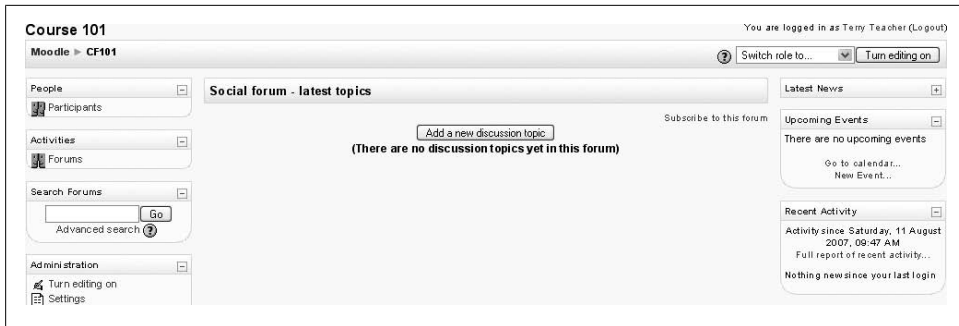 Course 101
You are logged in as Terry Teacher (Logout)
Moodle ► CF101
Switch role to...
Turn editing on
People
Participants
Activities
Forums
Search Forums
Go
Advanced search
Administration
Turn editing on
Settings
Social forum - latest topics
Subscribe to this forum
Add a new discussion topic
(There are no discussion topics yet in this forum)
Latest News
Upcoming Events
There are no upcoming events
Go to calendar...
New Event...
Recent Activity
Activity since Saturday, 11 August
2007, 09:47 AM
Full report of recent activity...
Nothing new since your last login